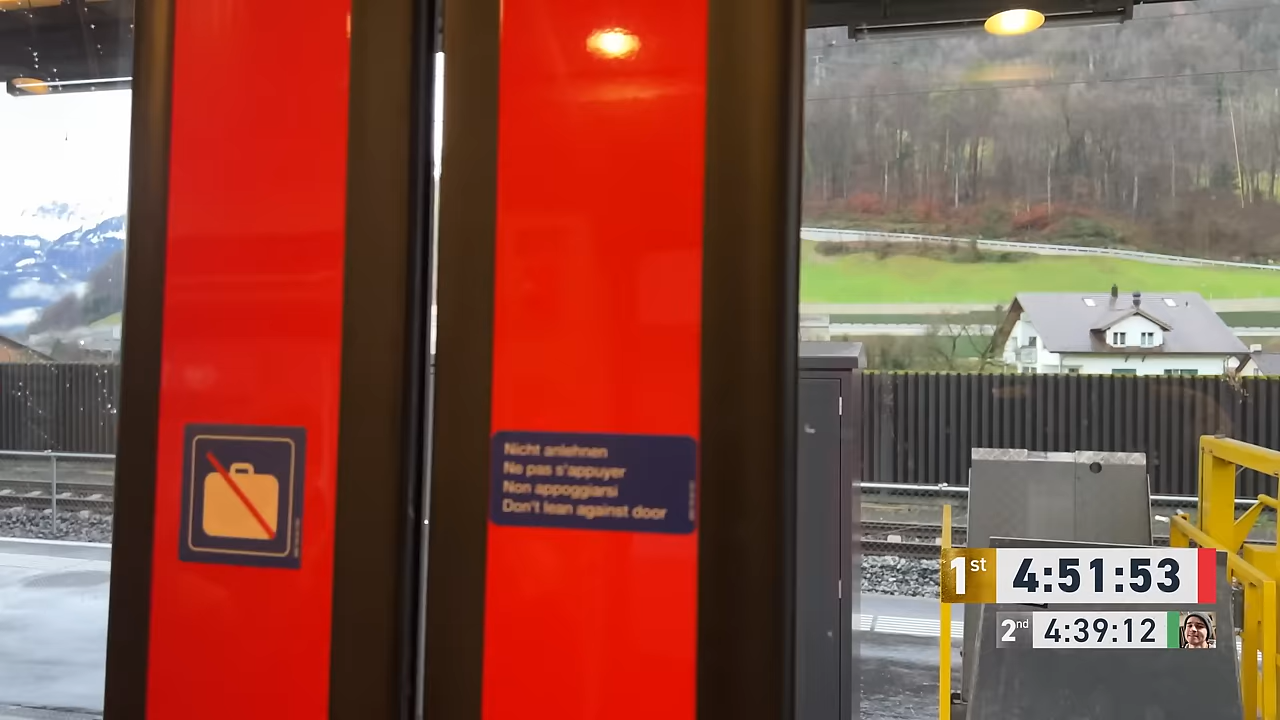 Nicht anlehnen
Ne pas s'appuyer
Non appoggiarsi
Don't lean against door
1st 4:51:53
2nd 4:39:12